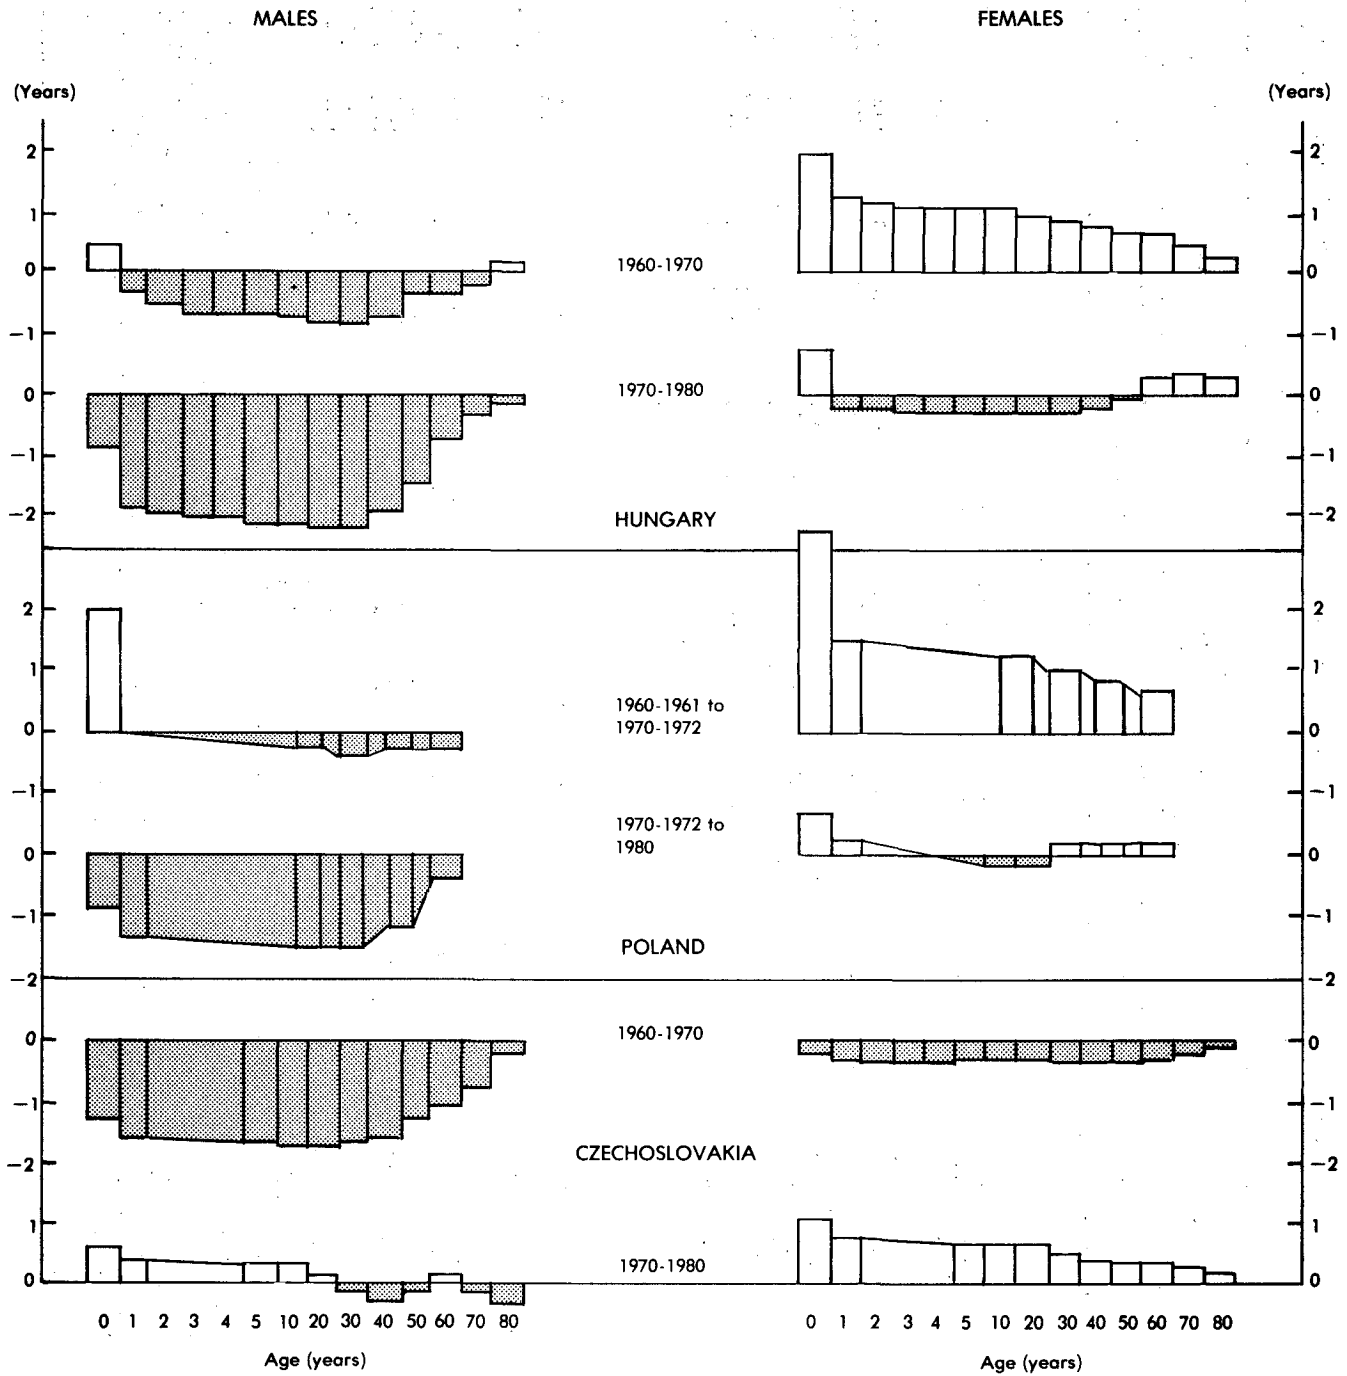 MALES FEMALES
(Years) (Years)
2 2
1 1
0 1960-1970 0
−1 −1
0 1970-1980 0
−1 −1
−2 −2
HUNGARY
2 2
1 1
1960-1961 to
0 1970-1972 0
−1 −1
1970-1972 to
0 1980 0
−1 −1
POLAND
−2 −2
0 1960-1970 0
−1 −1
CZECHOSLOVAKIA
−2 −2
1 1
1970-1980
0 0
0 1 2 3 4 5 10 20 30 40 50 60 70 80 0 1 2 3 4 5 10 20 30 40 50 60 70 80
Age (years) Age (years)